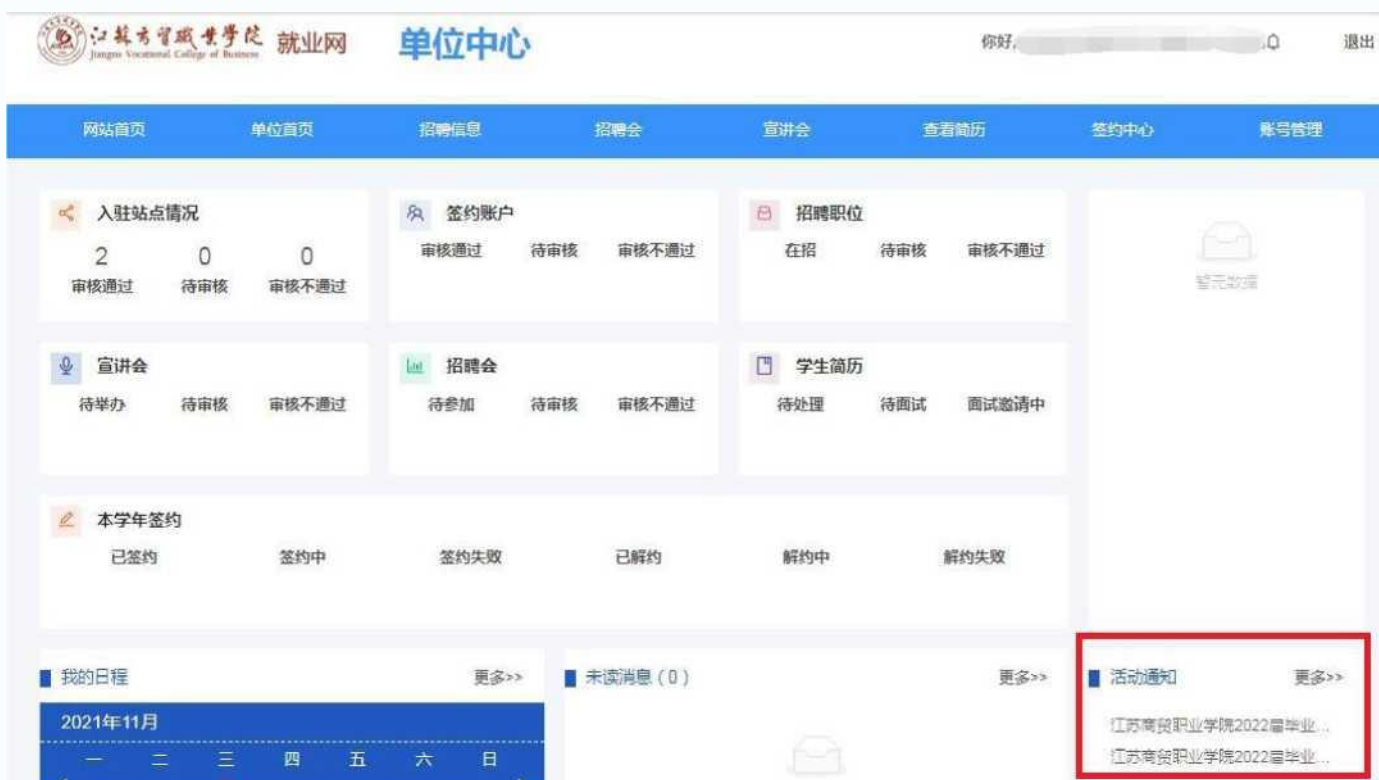 江苏商贸职业学院 就业网 单位中心 你好, 退出
Jiangsu Vocational College of Business
网站首页 单位首页 招聘信息 招聘会 宣讲会 查看简历 签约中心 账号管理
入驻站点情况 签约账户 招聘职位
2 0 0
审核通过 待审核 审核不通过 审核通过 待审核 审核不通过 在招 待审核 审核不通过
暂无数据
宣讲会 招聘会 学生简历
待举办 待审核 审核不通过 待参加 待审核 审核不通过 待处理 待面试 面试邀请中
本学年签约
已签约 签约中 签约失败 已解约 解约中 解约失败
我的日程 更多>> 未读消息(0) 更多>> 活动通知 更多>>
2021年11月
一 二 三 四 五 六 日
江苏商贸职业学院2022届毕业...
江苏商贸职业学院2022届毕业...